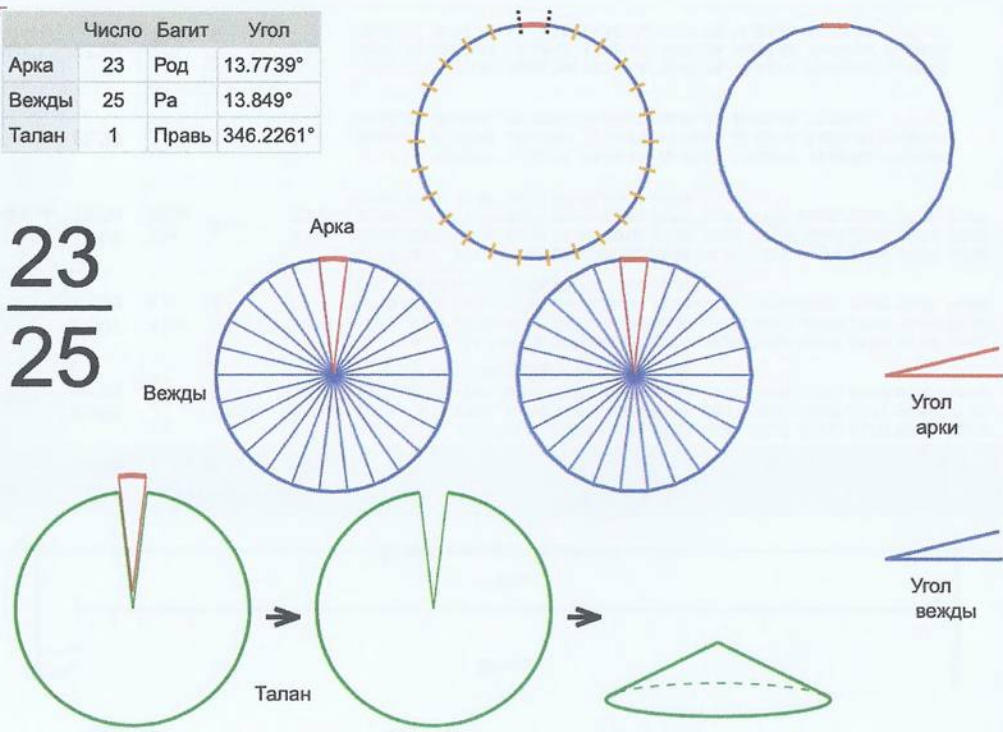 Число Багит Угол
Арка 23 Род 13.7739°
Вежды 25 Ра 13.849°
Талан 1 Правь 346.2261°
23
25
Арка
Вежды
Угол
арки
Угол
вежды
Талан